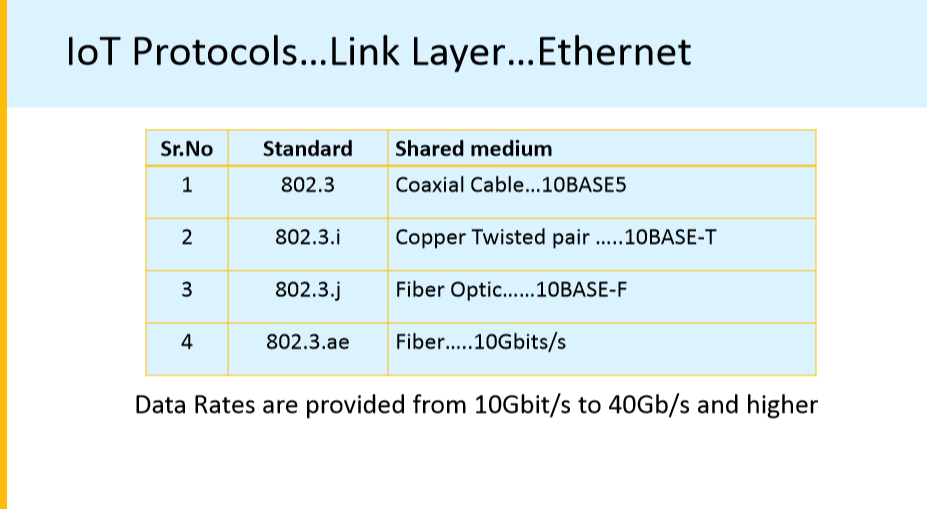 IoT Protocols...Link Layer...Ethernet
Sr.No Standard Shared medium
1 802.3 Coaxial Cable...10BASE5
2 802.3.i Copper Twisted pair .....10BASE-T
3 802.3.j Fiber Optic......10BASE-F
4 802.3.ae Fiber.....10Gbits/s
Data Rates are provided from 10Gbit/s to 40Gb/s and higher